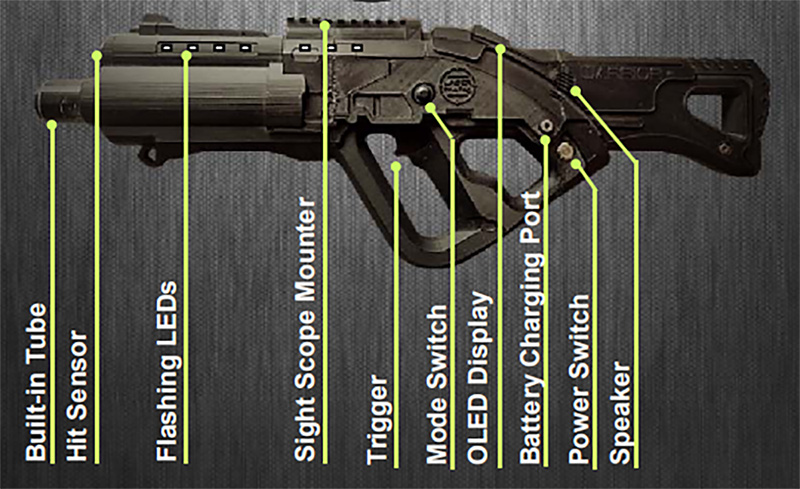 Built-in Tube
Hit Sensor
Flashing LEDs
Sight Scope Mounter
Trigger
Mode Switch
OLED Display
Battery Charging Port
Power Switch
Speaker